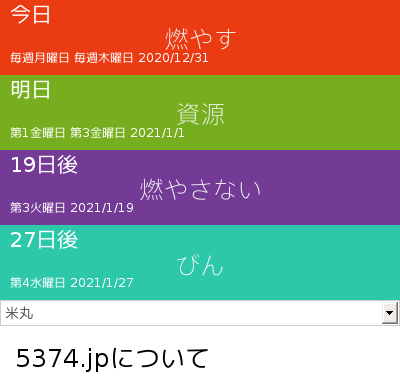 今日
燃やす
毎週月曜日 毎週木曜日 2020/12/31
明日
資源
第1金曜日 第3金曜日 2021/1/1
19日後
燃やさない
第3火曜日 2021/1/19
27日後
びん
第4水曜日 2021/1/27
米丸
5374.jpについて